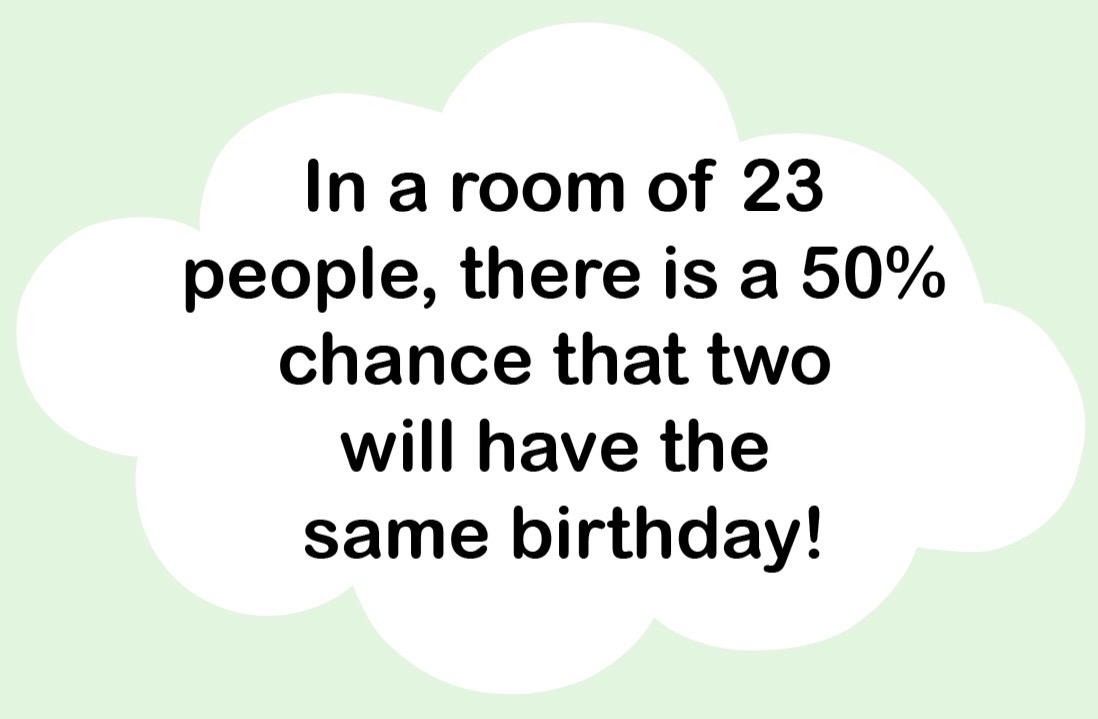 In a room of 23
people, there is a 50%
chance that two
will have the
same birthday!